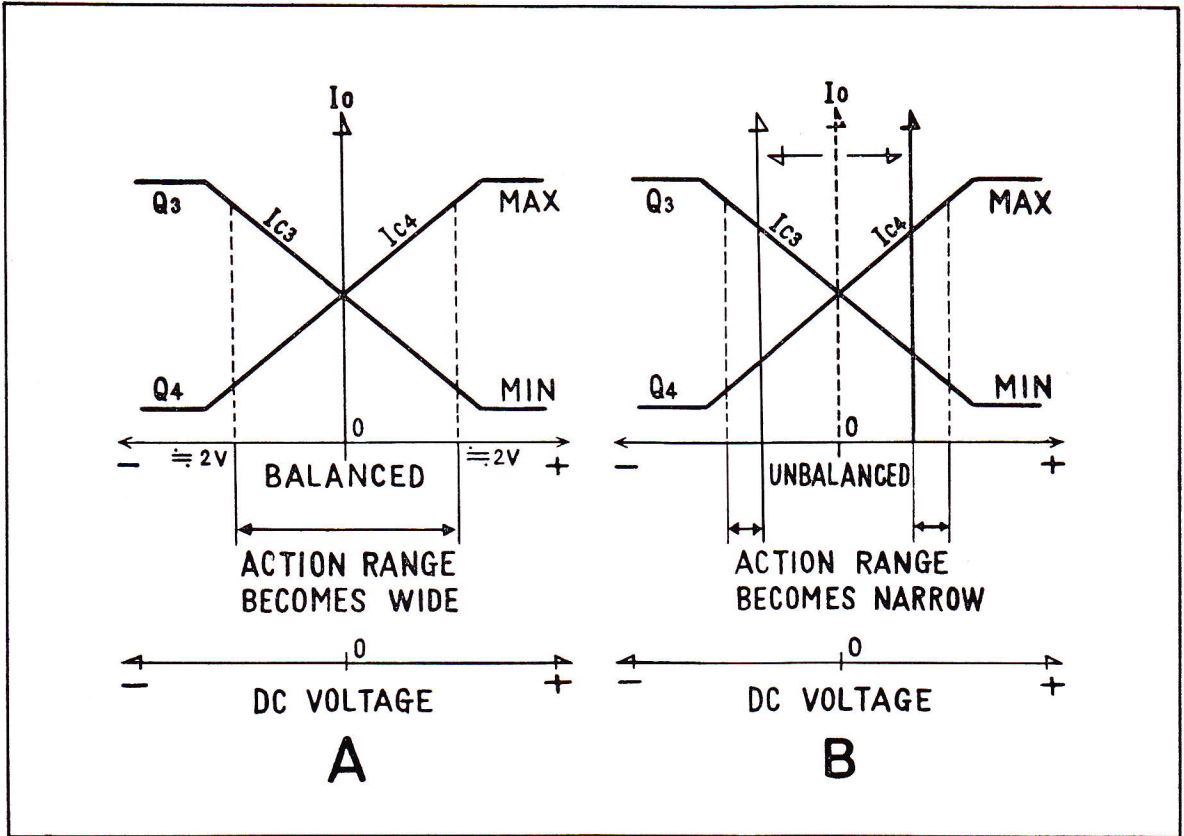 Io
Q3
Ic3
Ic4
MAX
Q4
MIN
0
− ≒2V ≒2V +
BALANCED
ACTION RANGE
BECOMES WIDE
0
− +
DC VOLTAGE
A
Io
Q3
Ic3
Ic4
MAX
Q4
MIN
0
− +
UNBALANCED
ACTION RANGE
BECOMES NARROW
0
− +
DC VOLTAGE
B